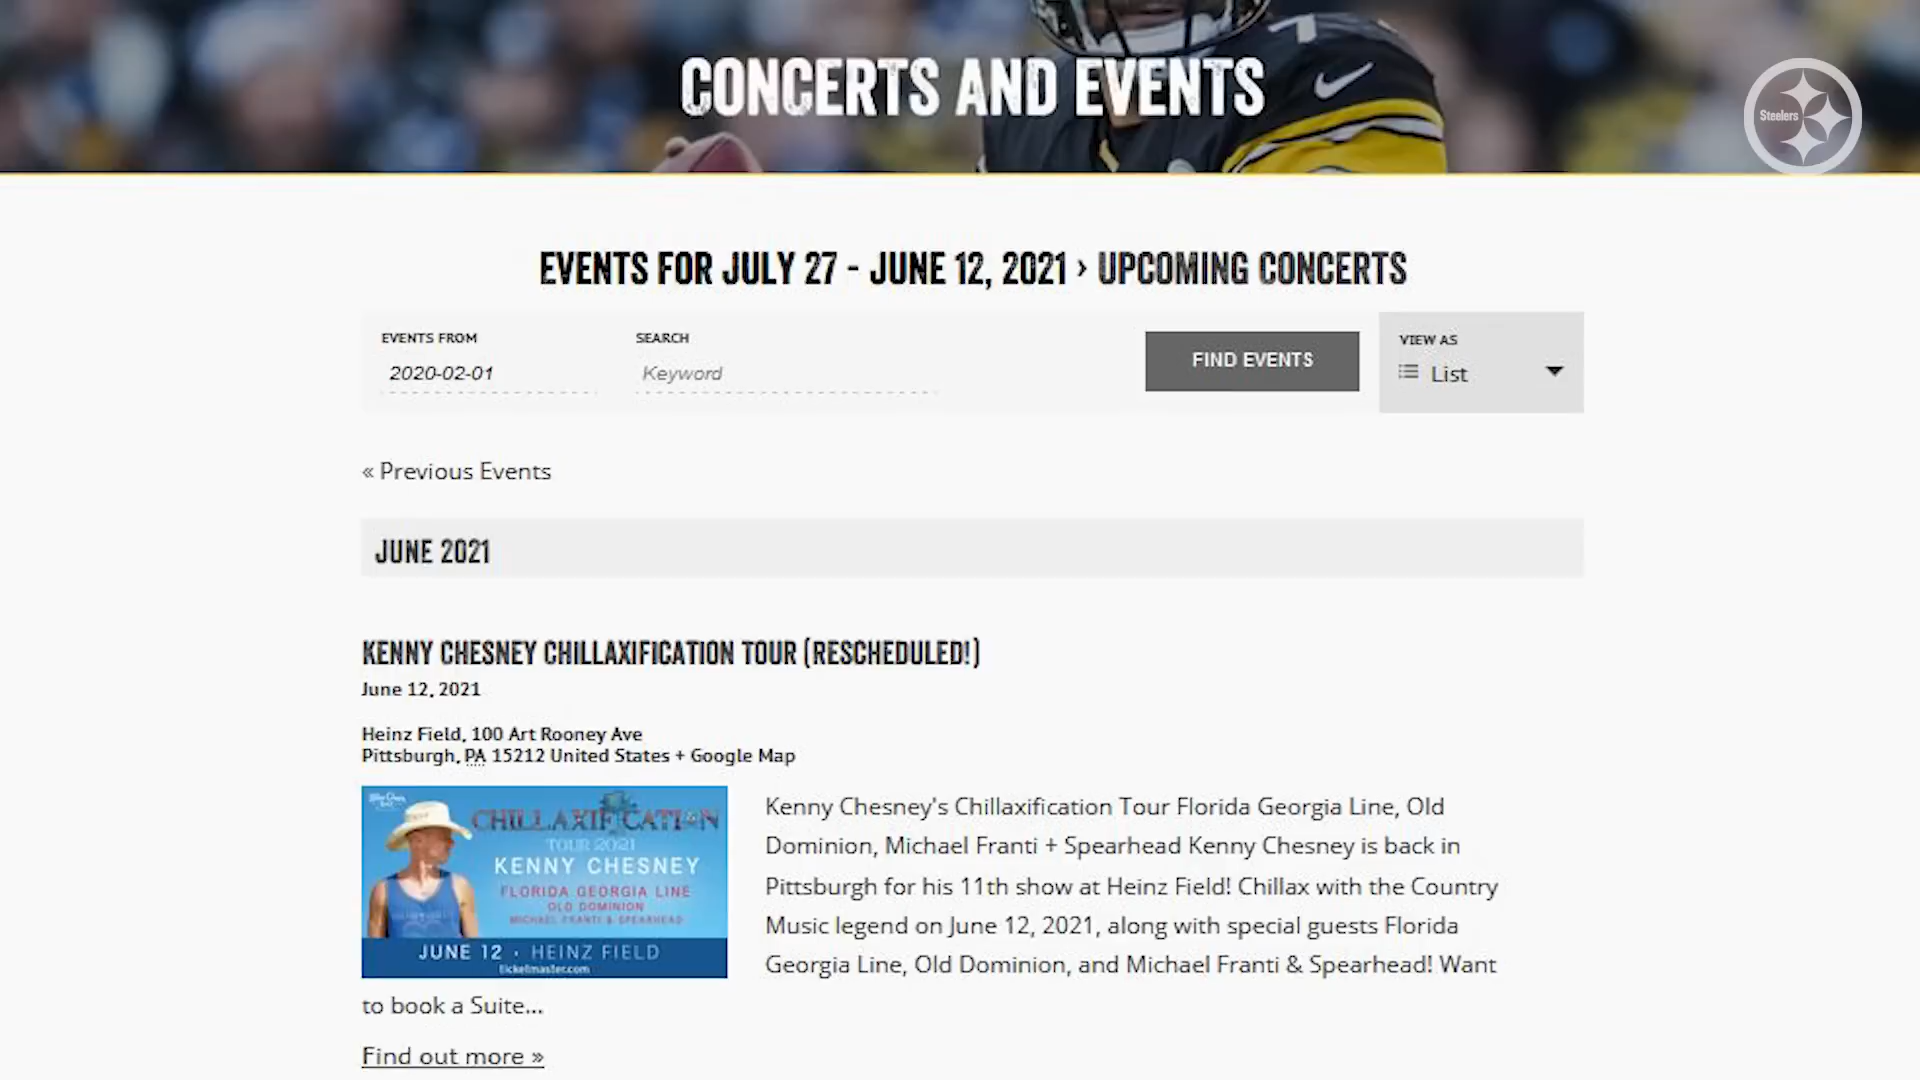 CONCERTS AND EVENTS
7
Steelers
EVENTS FOR JULY 27 - JUNE 12, 2021 › UPCOMING CONCERTS
EVENTS FROM
2020-02-01
SEARCH
Keyword
FIND EVENTS
VIEW AS
List
« Previous Events
JUNE 2021
KENNY CHESNEY CHILLAXIFICATION TOUR (RESCHEDULED!)
June 12, 2021
Heinz Field, 100 Art Rooney Ave
Pittsburgh, PA 15212 United States + Google Map
CHILLAXIFICATION
TOUR 2021
KENNY CHESNEY
FLORIDA GEORGIA LINE
OLD DOMINION
MICHAEL FRANTI & SPEARHEAD
JUNE 12 · HEINZ FIELD
ticketmaster.com
Kenny Chesney's Chillaxification Tour Florida Georgia Line, Old
Dominion, Michael Franti + Spearhead Kenny Chesney is back in
Pittsburgh for his 11th show at Heinz Field! Chillax with the Country
Music legend on June 12, 2021, along with special guests Florida
Georgia Line, Old Dominion, and Michael Franti & Spearhead! Want
to book a Suite...
Find out more »